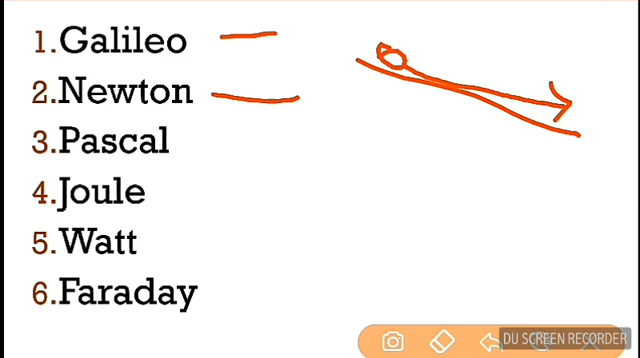 1.Galileo
2.Newton
3.Pascal
4.Joule
5.Watt
6.Faraday
DU SCREEN RECORDER